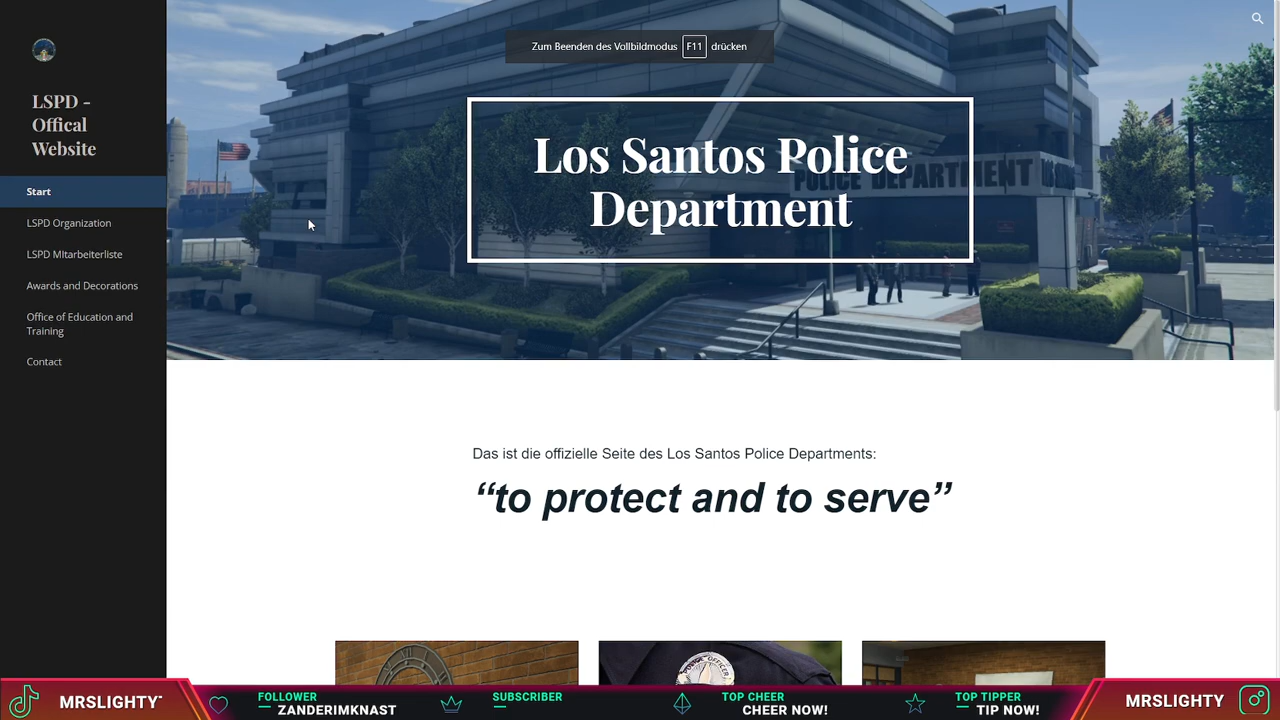 LSPD -
Offical
Website
Start
LSPD Organization
LSPD MItarbeiterliste
Awards and Decorations
Office of Education and
Training
Contact
Zum Beenden des Vollbildmodus F11 drücken
Los Santos Police
Department
POLICE DEPARTMENT
Das ist die offizielle Seite des Los Santos Police Departments:
“to protect and to serve”
MRSLIGHTY
FOLLOWER
ZANDERIMKNAST
SUBSCRIBER
TOP CHEER
CHEER NOW!
TOP TIPPER
TIP NOW!
MRSLIGHTY